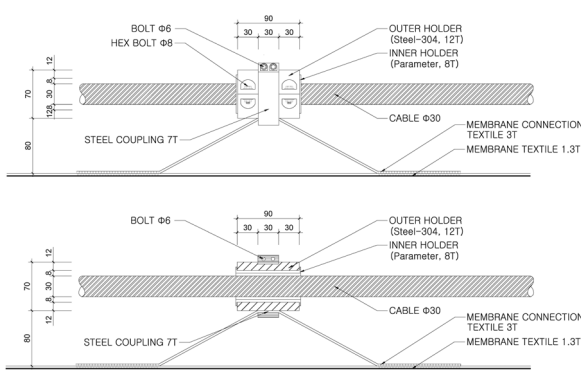 90
BOLT Φ6
30 30 30
OUTER HOLDER
(Steel-304, 12T)
HEX BOLT Φ8
INNER HOLDER
(Parameter, 8T)
12
8
70
30
12 8
CABLE Φ30
MEMBRANE CONNECTION
TEXTILE 3T
STEEL COUPLING 7T
80
MEMBRANE TEXTILE 1.3T
90
BOLT Φ6
30 30 30
OUTER HOLDER
(Steel-304, 12T)
INNER HOLDER
(Parameter, 8T)
12
8
70
30
8
12
CABLE Φ30
MEMBRANE CONNECTION
TEXTILE 3T
STEEL COUPLING 7T
80
MEMBRANE TEXTILE 1.3T